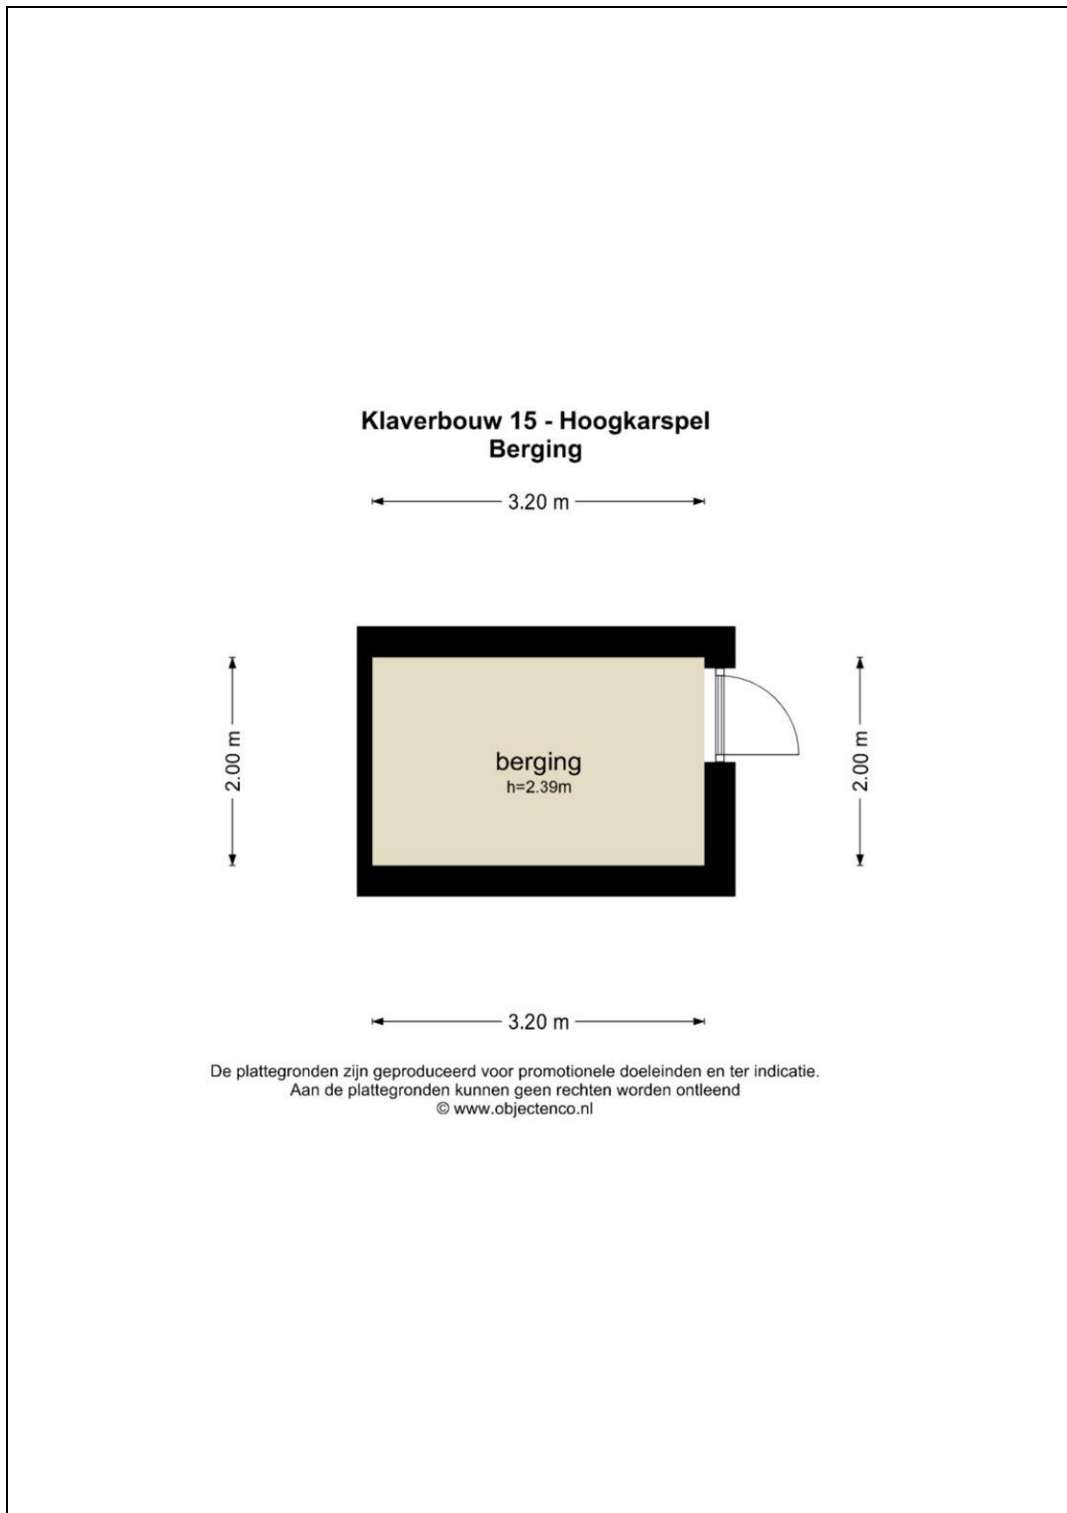 Klaverbouw 15 - Hoogkarspel
Berging
3.20 m
2.00 m
berging
h=2.39m
2.00 m
3.20 m
De plattegronden zijn geproduceerd voor promotionele doeleinden en ter indicatie.
Aan de plattegronden kunnen geen rechten worden ontleend
© www.objectenco.nl